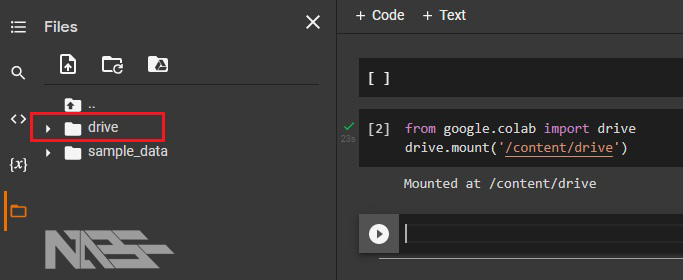 Files
+ Code + Text
..
drive
sample_data
{x}
[ ]
[2] from google.colab import drive
drive.mount('/content/drive')
23s
Mounted at /content/drive